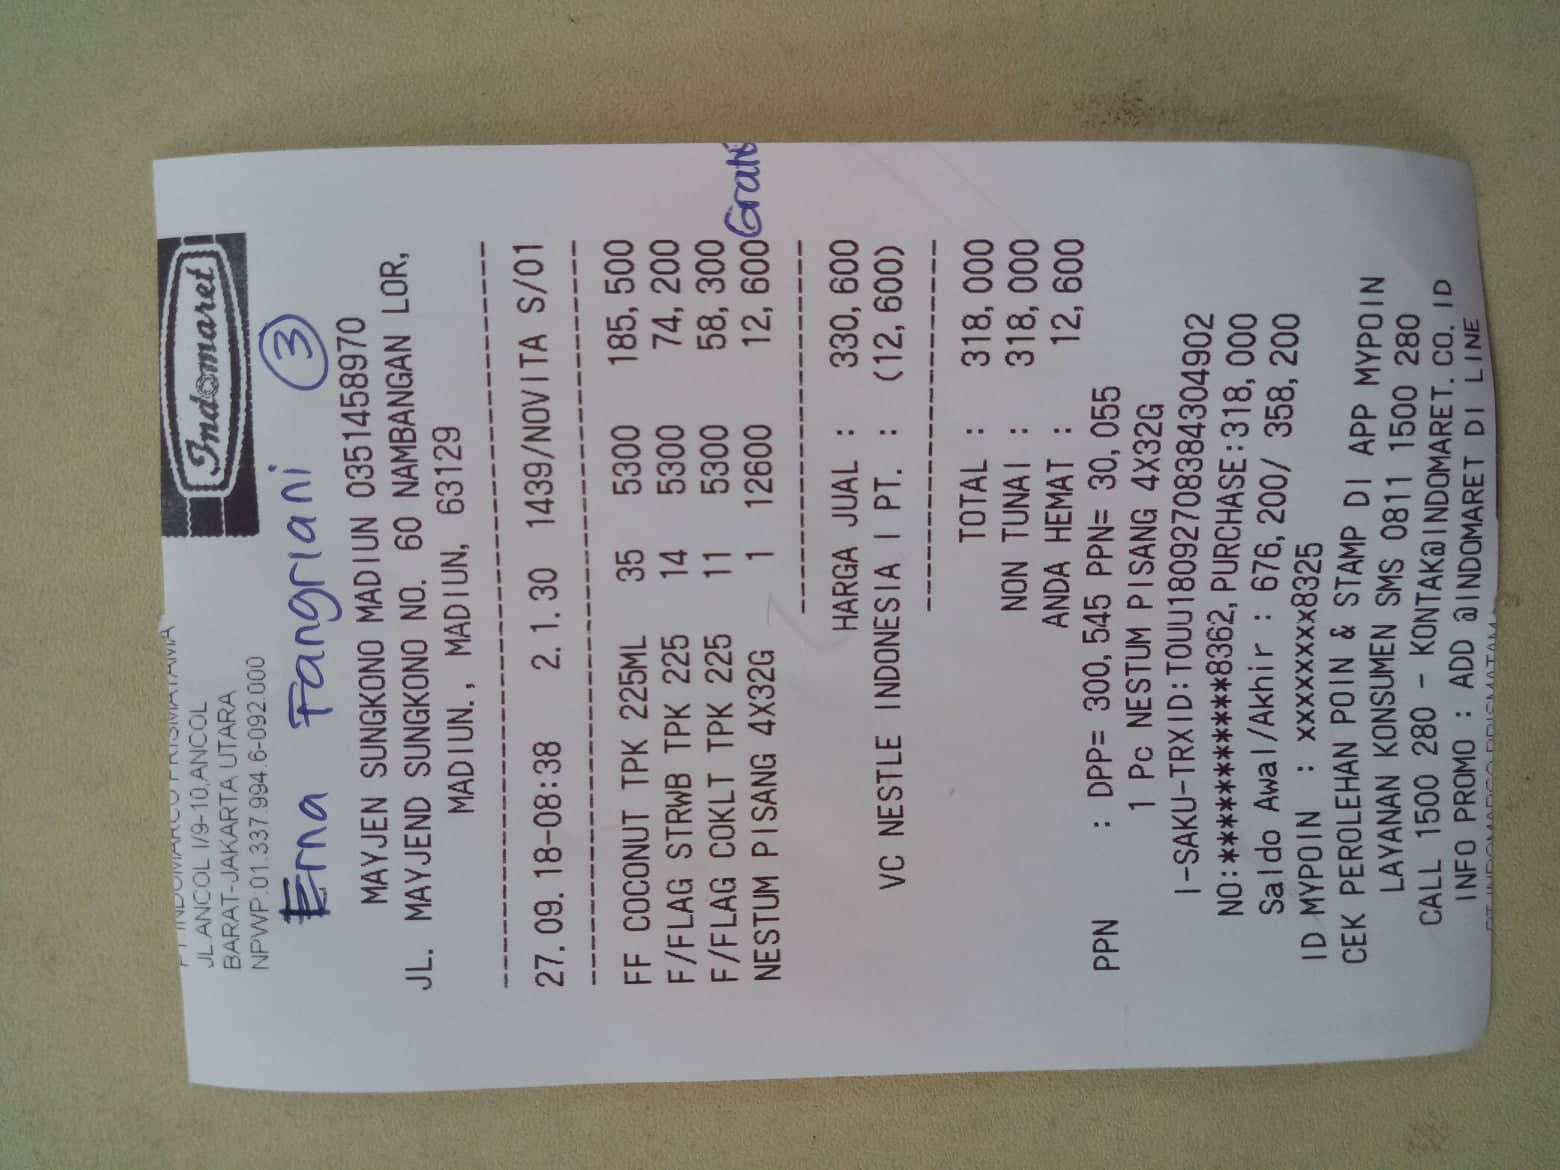 Indomaret
PT.INDOMARCO PRISMATAMA
JL.ANCOL I/9-10,ANCOL
BARAT-JAKARTA UTARA
NPWP:01.337.994.6-092.000
Erna Fangriani 3
MAYJEN SUNGKONO MADIUN 0351458970
JL. MAYJEND SUNGKONO NO. 60 NAMBANGAN LOR,
MADIUN., MADIUN, 63129
27.09.18-08:38 2.1.30 1439/NOVITA S/01
FF COCONUT TPK 225ML 35 5300 185,500
F/FLAG STRWB TPK 225 14 5300 74,200
F/FLAG COKLT TPK 225 11 5300 58,300
NESTUM PISANG 4X32G 1 12600 12,600 Gratis
HARGA JUAL : 330,600
VC NESTLE INDONESIA I PT. : (12,600)
TOTAL : 318,000
NON TUNAI : 318,000
ANDA HEMAT : 12,600
PPN : DPP= 300,545 PPN= 30,055
1 Pc NESTUM PISANG 4X32G
I-SAKU-TRXID:TOUU180927083843049​02
NO:************8362,PURCHASE:318,000
Saldo Awal/Akhir : 676,200/ 358,200
ID MYPOIN : xxxxxxxx8325
CEK PEROLEHAN POIN & STAMP DI APP MYPOIN
LAYANAN KONSUMEN SMS 0811 1500 280
CALL 1500 280 - KONTAK@INDOMARET.CO.ID
INFO PROMO : ADD @INDOMARET DI LINE
PT.INDOMARCO PRISMATAMA